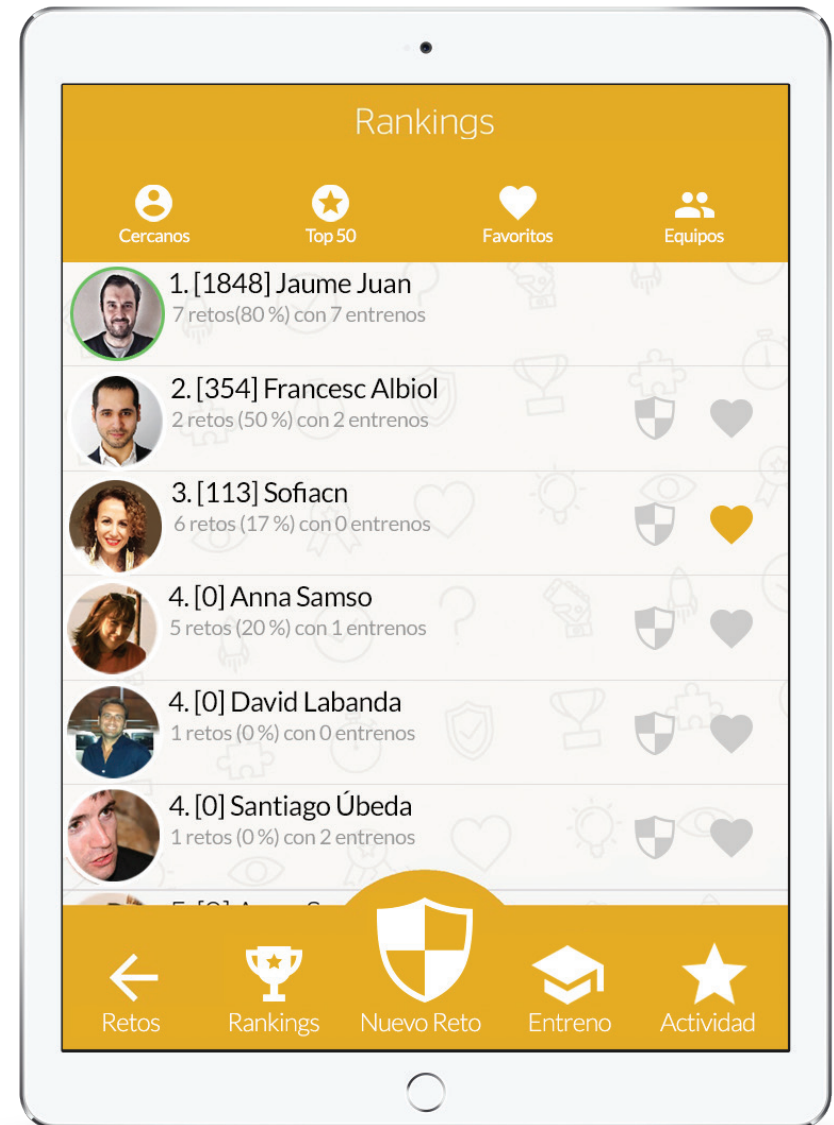 Rankings
Cercanos
Top 50
Favoritos
Equipos
1. [1848] Jaume Juan
7 retos(80 %) con 7 entrenos
2. [354] Francesc Albiol
2 retos (50 %) con 2 entrenos
3. [113] Sofiacn
6 retos (17 %) con 0 entrenos
4. [0] Anna Samso
5 retos (20 %) con 1 entrenos
4. [0] David Labanda
1 retos (0 %) con 0 entrenos
4. [0] Santiago Úbeda
1 retos (0 %) con 2 entrenos
Retos
Rankings
Nuevo Reto
Entreno
Actividad